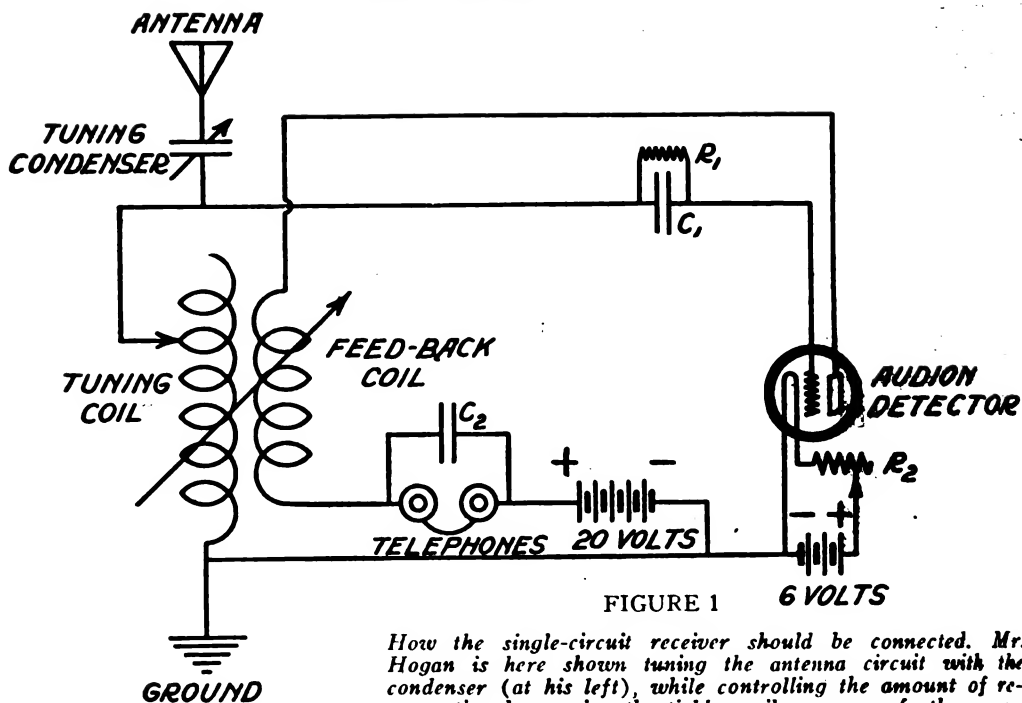 ANTENNA
TUNING
CONDENSER
R₁
C₁
FEED-BACK
COIL
TUNING
COIL
AUDION
DETECTOR
C₂
R₂
+ −
− +
TELEPHONES
20 VOLTS
6 VOLTS
GROUND
FIGURE 1
How the single-circuit receiver should be connected. Mr.
Hogan is here shown tuning the antenna circuit with the
condenser (at his left), while controlling the amount of re-